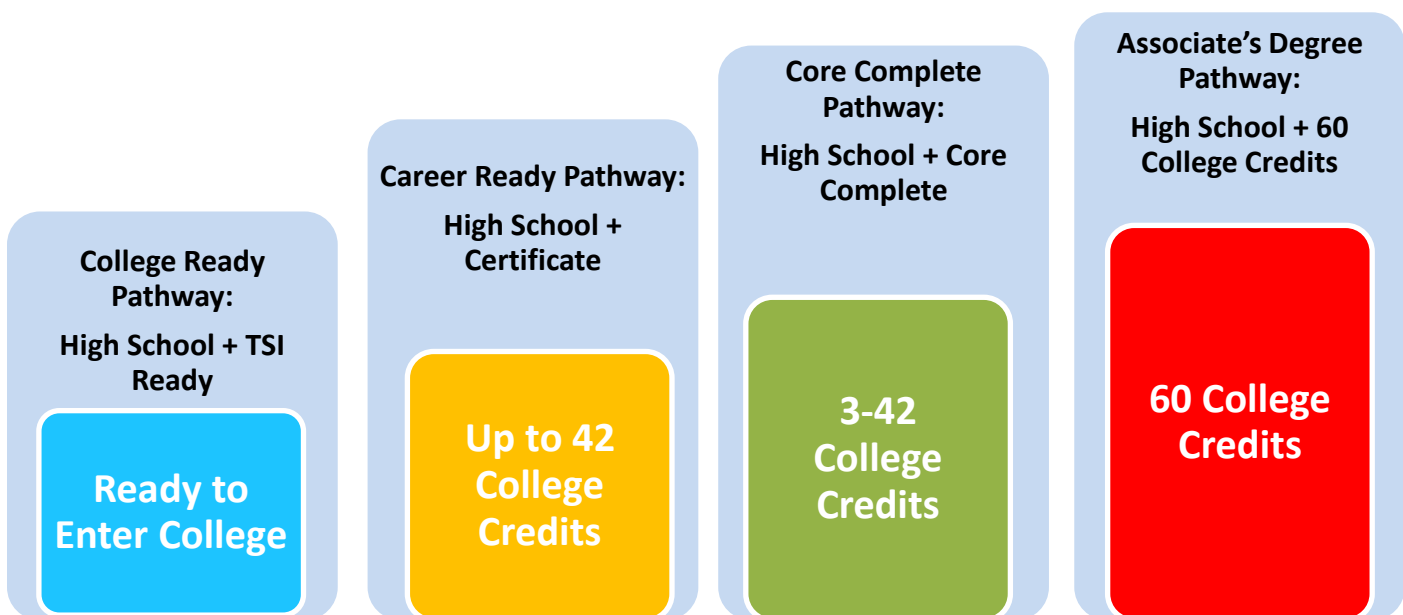 College Ready
Pathway:
High School + TSI
Ready
Ready to
Enter College
Career Ready Pathway:
High School +
Certificate
Up to 42
College
Credits
Core Complete
Pathway:
High School + Core
Complete
3-42
College
Credits
Associate's Degree
Pathway:
High School + 60
College Credits
60 College
Credits